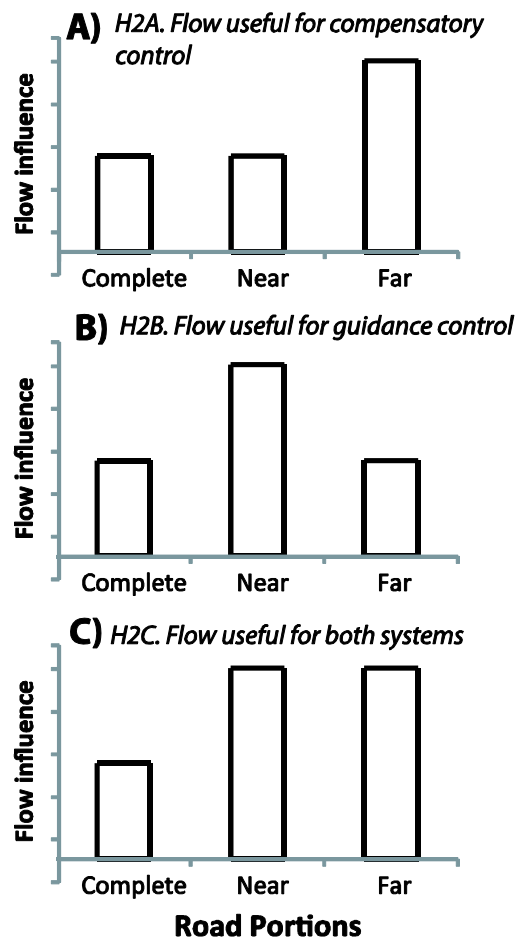 A) H2A. Flow useful for compensatory
control
Flow influence
Complete Near Far
B) H2B. Flow useful for guidance control
Flow influence
Complete Near Far
C) H2C. Flow useful for both systems
Flow influence
Complete Near Far
Road Portions